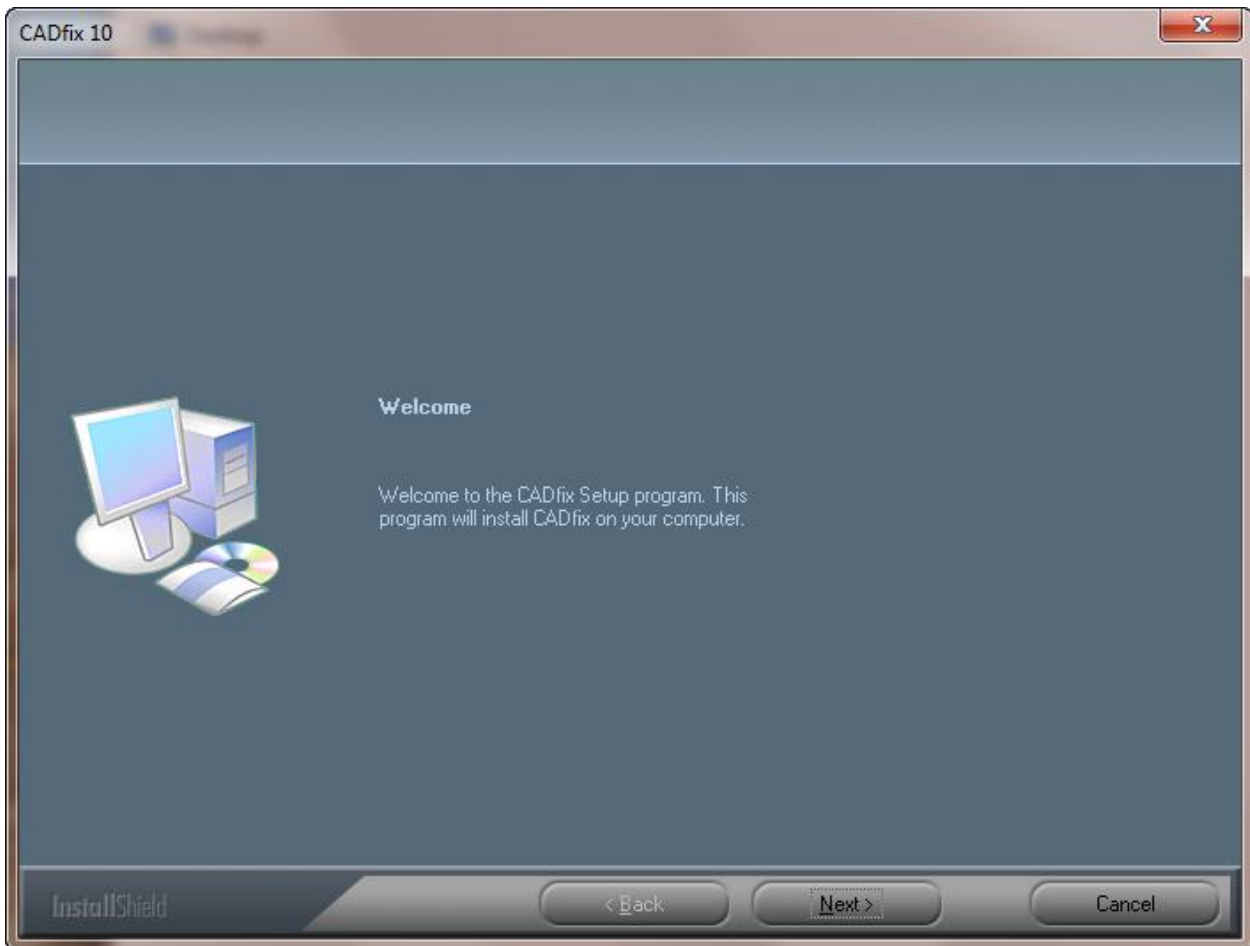 CADfix 10
Welcome
Welcome to the CADfix Setup program. This
program will install CADfix on your computer.
InstallShield
< Back
Next >
Cancel